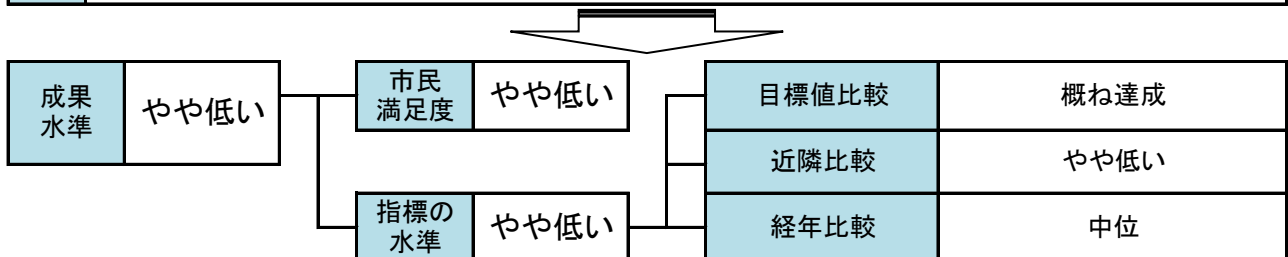 成果
水準
やや低い
市民
満足度
やや低い
指標の
水準
やや低い
目標値比較
概ね達成
近隣比較
やや低い
経年比較
中位